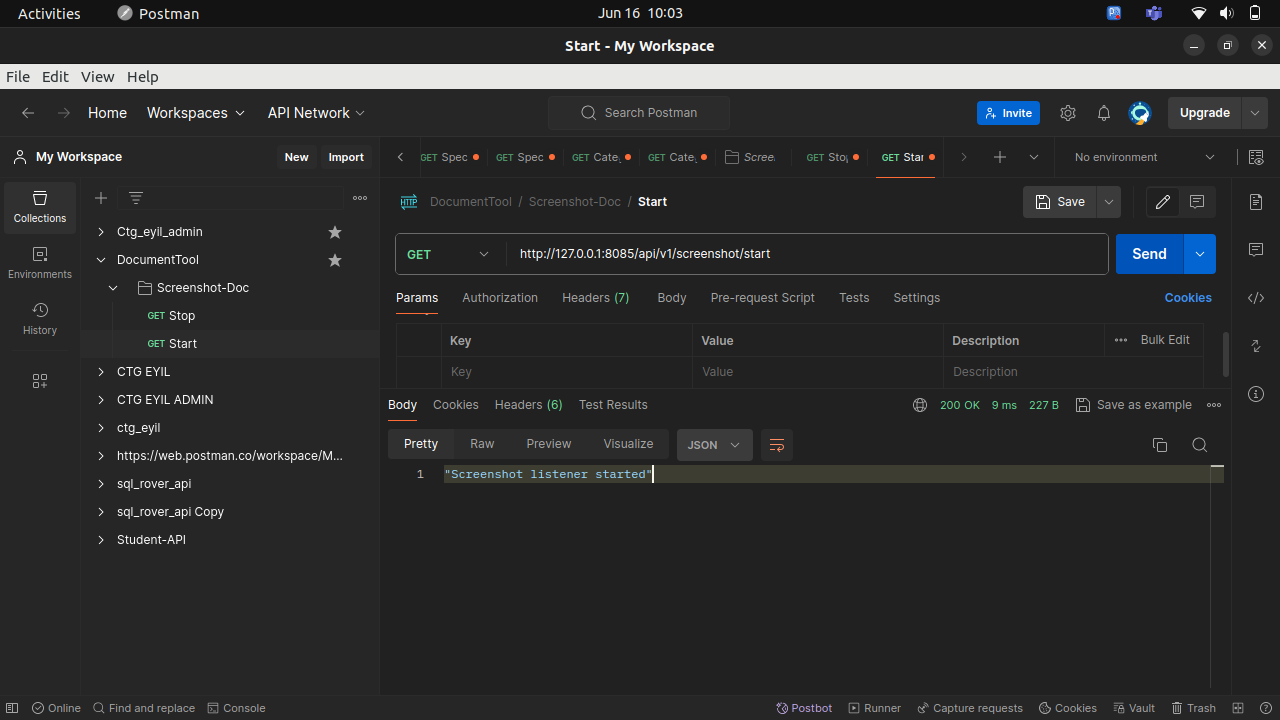 Activities Postman Jun 16 10:03
Start - My Workspace
File Edit View Help
Home Workspaces API Network Search Postman Invite Upgrade
My Workspace New Import GET Spec GET Spec GET Cate GET Cate Scree GET Sto GET Star No environment
Collections
Environments
History
Ctg_eyil_admin
DocumentTool
Screenshot-Doc
GET Stop
GET Start
CTG EYIL
CTG EYIL ADMIN
ctg_eyil
https://web.postman.co/workspace/M...
sql_rover_api
sql_rover_api Copy
Student-API
HTTP DocumentTool / Screenshot-Doc / Start Save
GET http://127.0.0.1:8085/api/v1/screenshot/start Send
Params Authorization Headers (7) Body Pre-request Script Tests Settings Cookies
Key Value Description Bulk Edit
Key Value Description
Body Cookies Headers (6) Test Results 200 OK 9 ms 227 B Save as example
Pretty Raw Preview Visualize JSON
1 "Screenshot listener started"
Online Find and replace Console Postbot Runner Capture requests Cookies Vault Trash